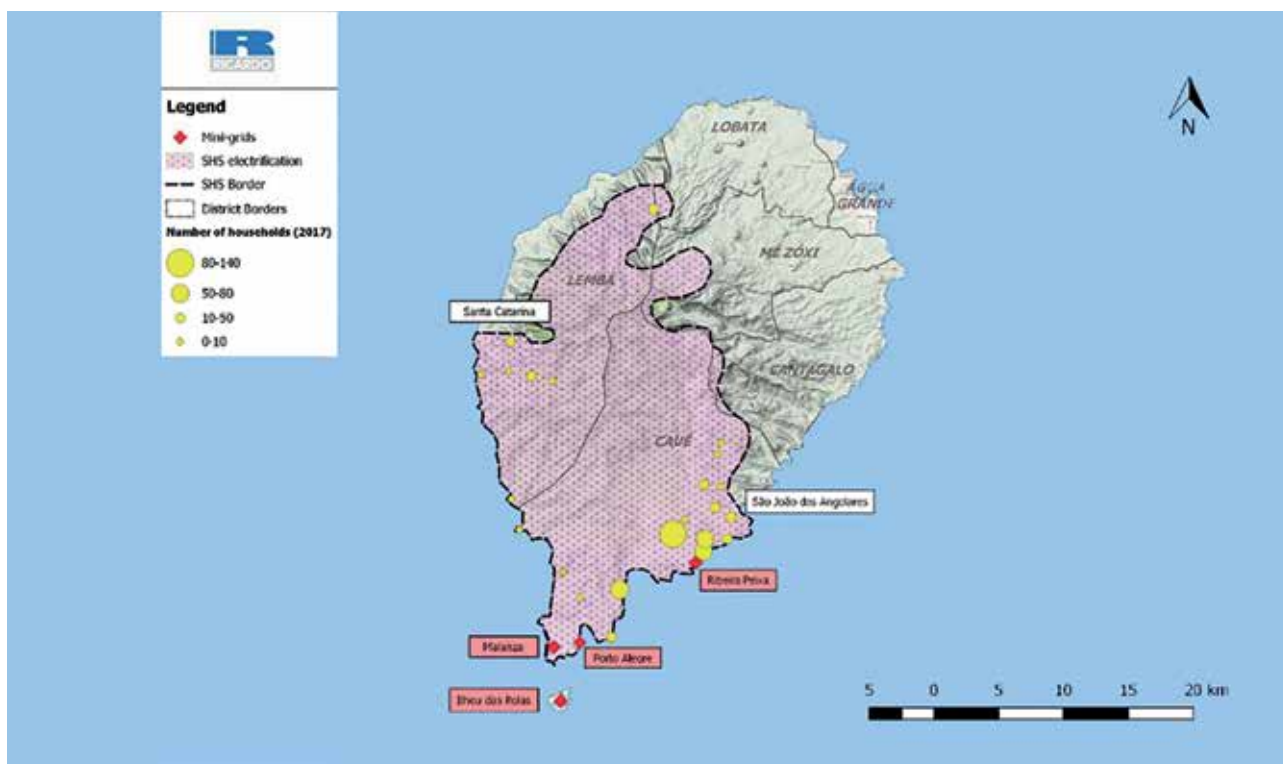 RICARDO
Legend
Mini-grids
SHS electrification
SHS Border
District Borders
Number of households (2017)
80-140
50-80
10-50
0-10
N
LOBATA
ÁGUA
GRANDE
MÉ ZÓXI
LEMBÁ
Santa Catarina
CANTAGALO
CAUÉ
São João dos Angolares
Ribeira Peixa
Malanza
Porto Alegre
Ilheu das Rolas
5 0 5 10 15 20 km